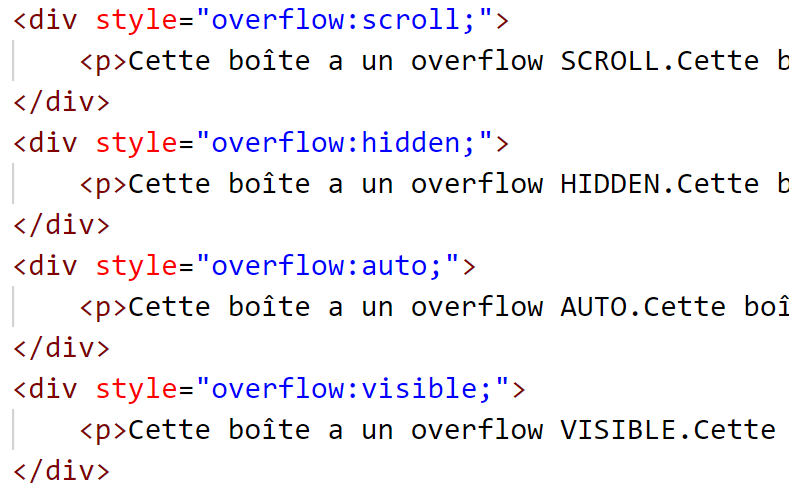 <div style="overflow:scroll;">
<p>Cette boîte a un overflow SCROLL.Cette b
</div>
<div style="overflow:hidden;">
<p>Cette boîte a un overflow HIDDEN.Cette b
</div>
<div style="overflow:auto;">
<p>Cette boîte a un overflow AUTO.Cette boî
</div>
<div style="overflow:visible;">
<p>Cette boîte a un overflow VISIBLE.Cette
</div>